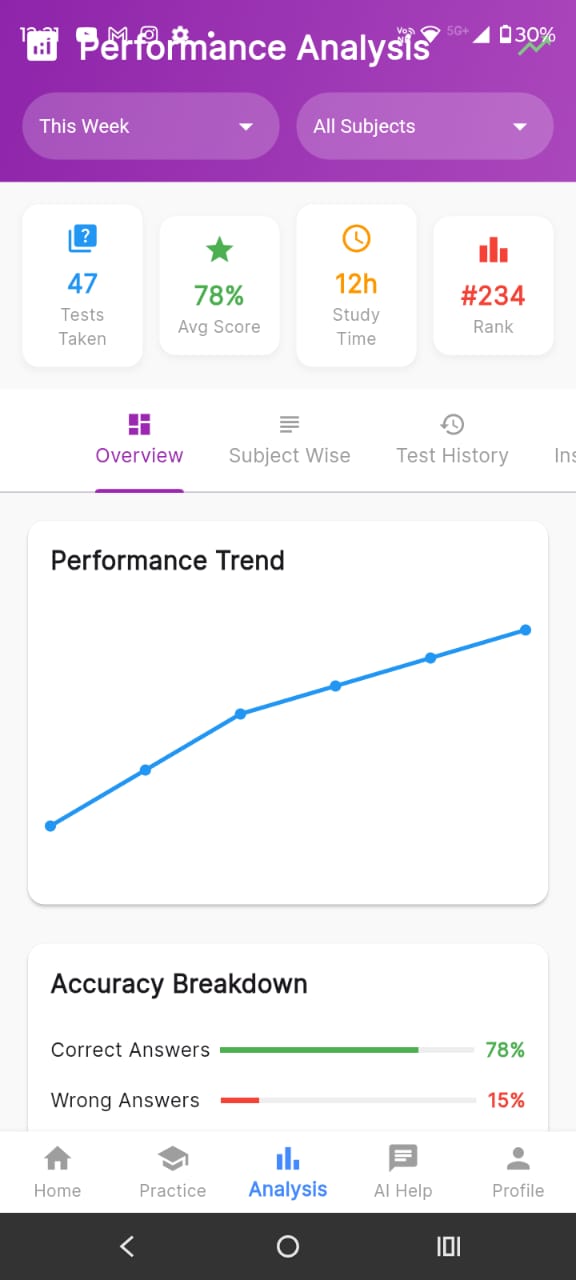 Performance Analysis
5G+
30%
This Week
All Subjects
47
Tests
Taken
78%
Avg Score
12h
Study
Time
#234
Rank
Overview
Subject Wise
Test History
Ins
Performance Trend
Accuracy Breakdown
Correct Answers 78%
Wrong Answers 15%
Home
Practice
Analysis
AI Help
Profile